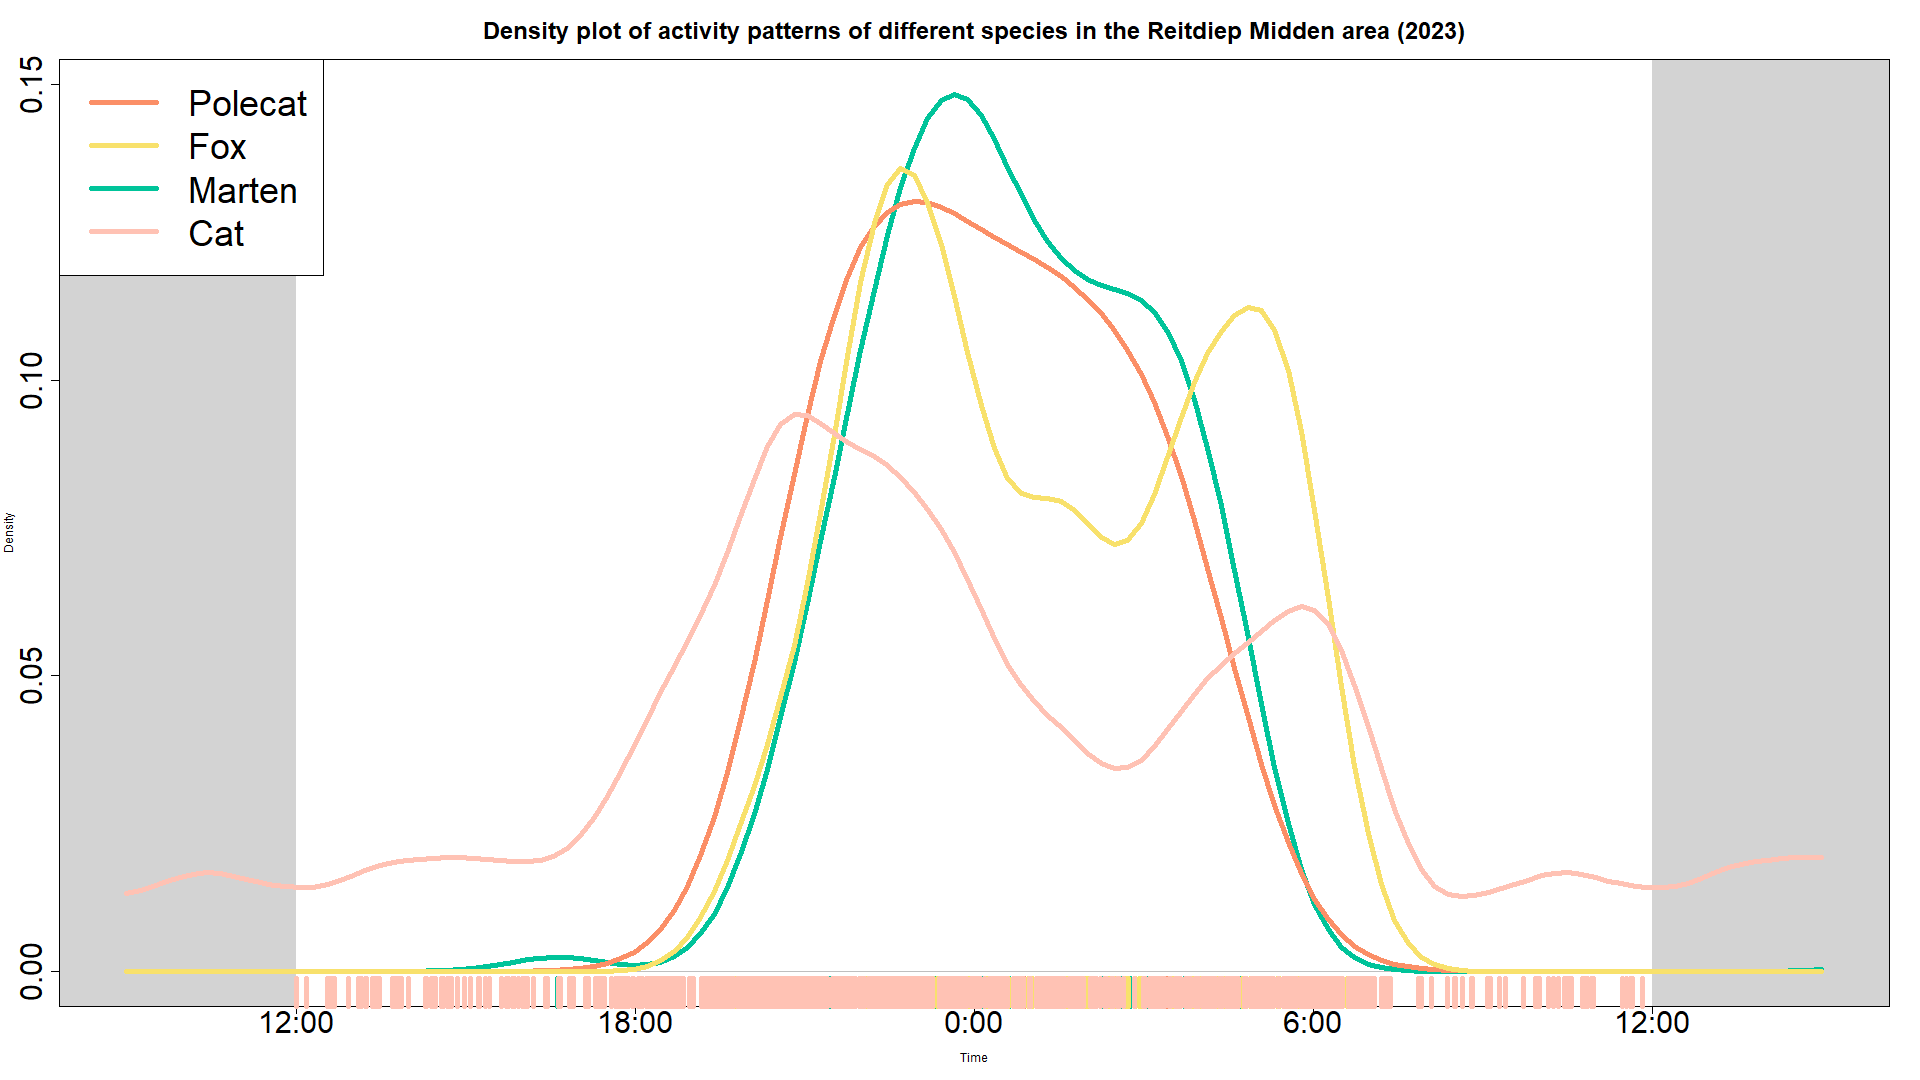 Density plot of activity patterns of different species in the Reitdiep Midden area (2023)
Polecat
Fox
Marten
Cat
0.15
0.10
0.05
0.00
Density
12:00 18:00 0:00 6:00 12:00
Time